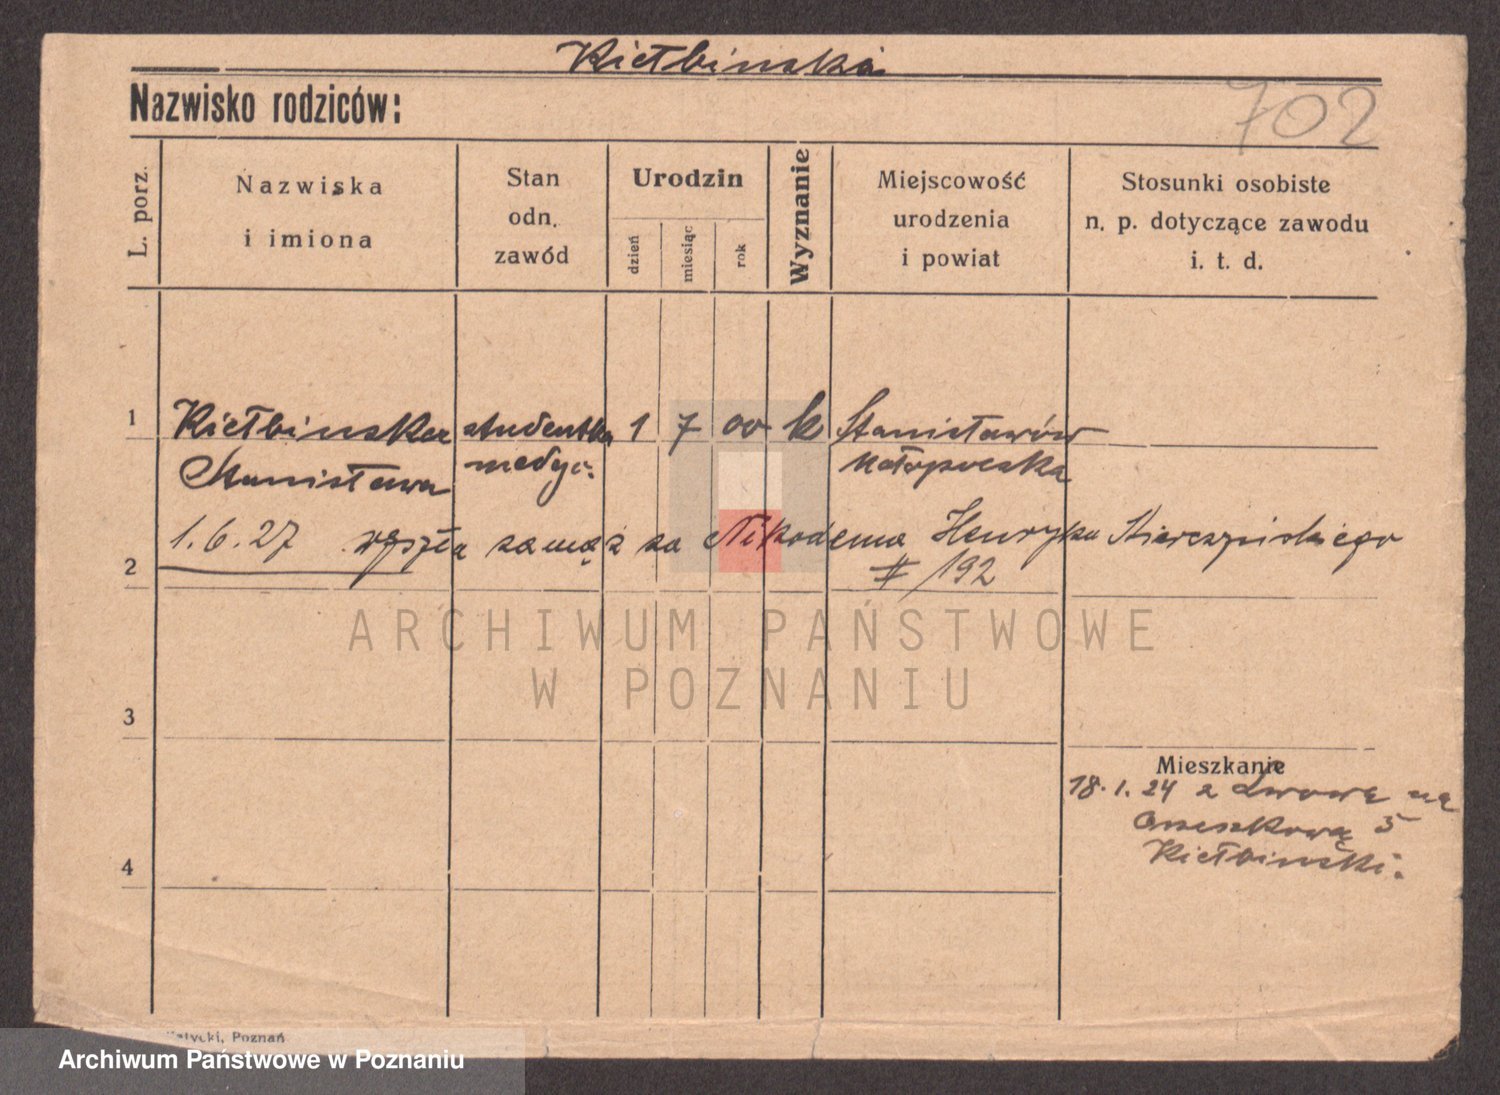 Kiełbińska
Nazwisko rodziców:
702
L. porz.
Nazwiska
i imiona
Stan
odn.
zawód
Urodzin
dzień
miesiąc
rok
Wyznanie
Miejscowość
urodzenia
i powiat
Stosunki osobiste
n. p. dotyczące zawodu
i. t. d.
1 Kiełbińska studentka 1 7 00 k Stanisławów
Stanisława medyc. Małopolska
1.6.27 wyszła zamąż za Nikodema Henryka Skierczyńskiego
2 # 192
ARCHIWUM PAŃSTWOWE
W POZNANIU
3
Mieszkanie
18.1.24 z Lwowa na
Orzeszkową 5
Kiełbiński.
4
Poznań
Archiwum Państwowe w Poznaniu